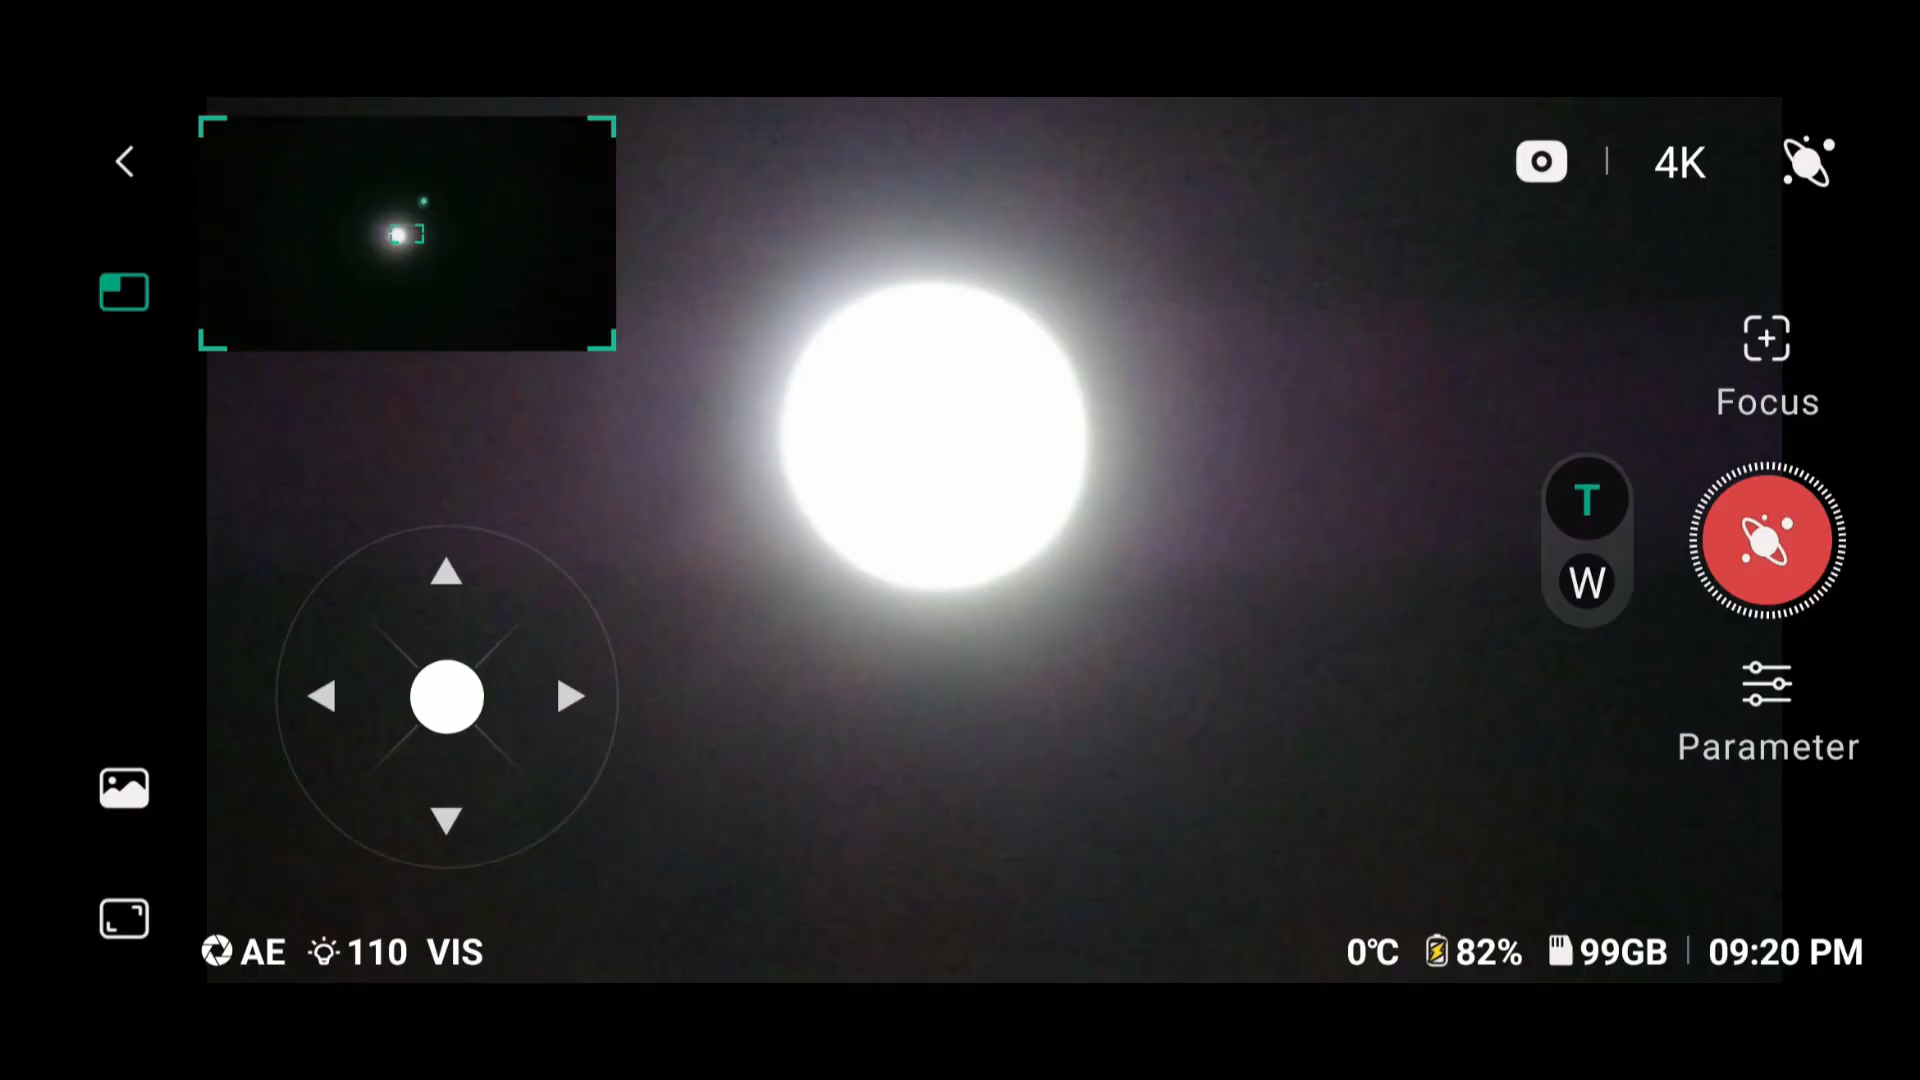 4K
Focus
T
W
Parameter
AE 110 VIS
0℃ 82% 99GB 09:20 PM